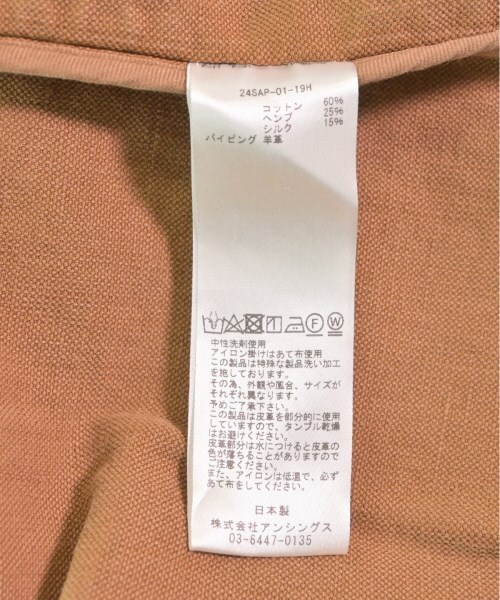 24SAP-01-19H
コットン 60%
ヘンプ 25%
シルク 15%
パイピング 羊革
中性洗剤使用
アイロン掛けはあて布使用
この製品は特殊な製品洗い加工
を施しております。
その為、外観や風合、サイズが
それぞれ異なります。
予めご了承下さい。
この製品は皮革を部分的に使用
していますので、タンブル乾燥
はお避けください。
皮革部分は水につけると皮革の
色が落ちることがありますので
ご注意ください。
また、アイロンは低温で、必ず
あて布をしてください。
日本製
株式会社アンシングス
03-6447-0135